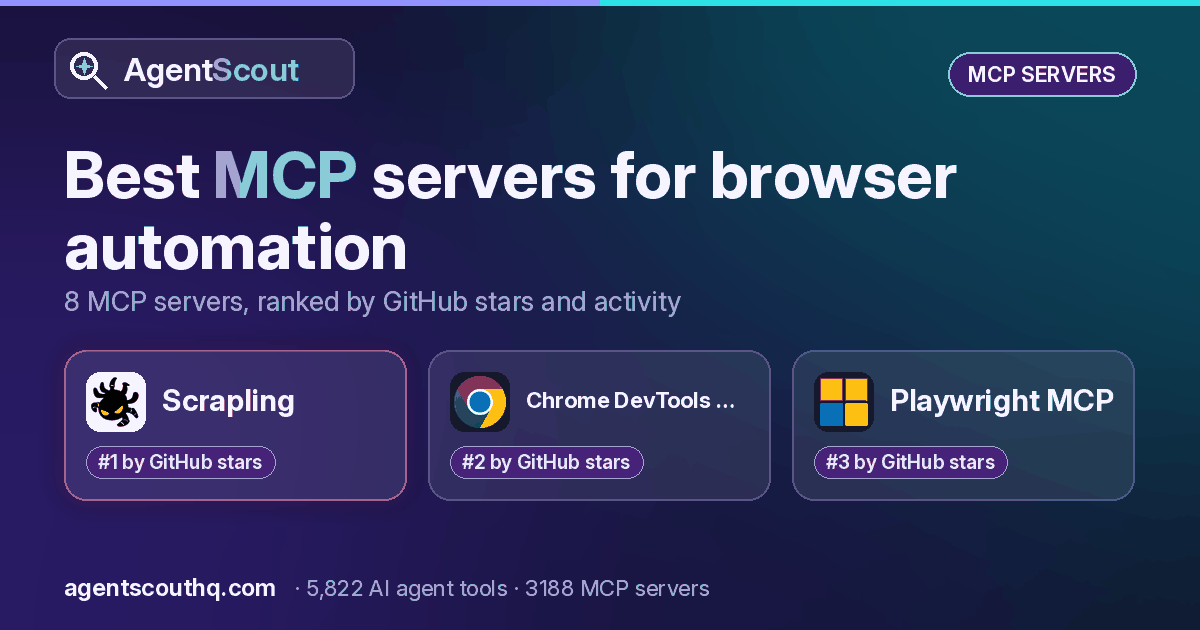 AgentScout
MCP SERVERS
Best MCP servers for browser
automation
8 MCP servers, ranked by GitHub stars and activity
Scrapling
#1 by GitHub stars
Chrome DevTools ...
#2 by GitHub stars
Playwright MCP
#3 by GitHub stars
agentscouthq.com · 5,822 AI agent tools · 3188 MCP servers